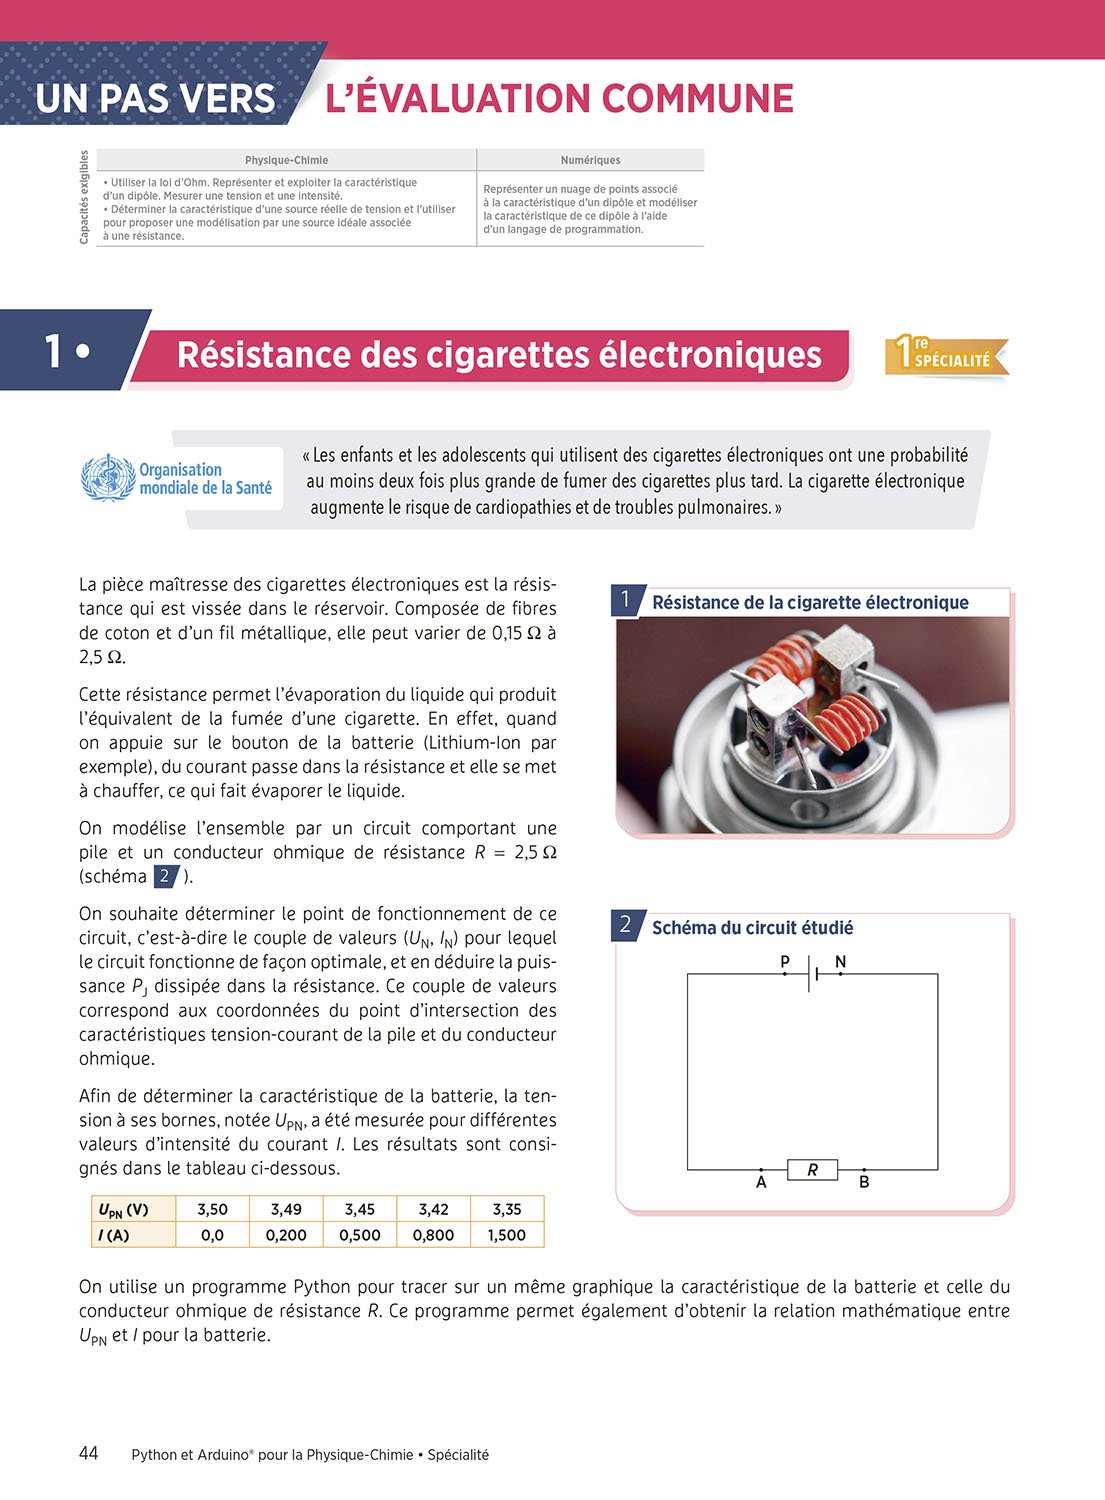 UN PAS VERS L'ÉVALUATION COMMUNE
Capacités exigibles
Physique-Chimie
• Utiliser la loi d'Ohm. Représenter et exploiter la caractéristique
d'un dipôle. Mesurer une tension et une intensité.
• Déterminer la caractéristique d'une source réelle de tension et l'utiliser
pour proposer une modélisation par une source idéale associée
à une résistance.
Numériques
Représenter un nuage de points associé
à la caractéristique d'un dipôle et modéliser
la caractéristique de ce dipôle à l'aide
d'un langage de programmation.
1 • Résistance des cigarettes électroniques
1re SPÉCIALITÉ
Organisation
mondiale de la Santé
« Les enfants et les adolescents qui utilisent des cigarettes électroniques ont une probabilité
au moins deux fois plus grande de fumer des cigarettes plus tard. La cigarette électronique
augmente le risque de cardiopathies et de troubles pulmonaires. »
La pièce maîtresse des cigarettes électroniques est la résis-
tance qui est vissée dans le réservoir. Composée de fibres
de coton et d'un fil métallique, elle peut varier de 0,15 Ω à
2,5 Ω.
Cette résistance permet l'évaporation du liquide qui produit
l'équivalent de la fumée d'une cigarette. En effet, quand
on appuie sur le bouton de la batterie (Lithium-Ion par
exemple), du courant passe dans la résistance et elle se met
à chauffer, ce qui fait évaporer le liquide.
On modélise l'ensemble par un circuit comportant une
pile et un conducteur ohmique de résistance R = 2,5 Ω
(schéma 2 ).
On souhaite déterminer le point de fonctionnement de ce
circuit, c'est-à-dire le couple de valeurs (UN, IN) pour lequel
le circuit fonctionne de façon optimale, et en déduire la puis-
sance PJ dissipée dans la résistance. Ce couple de valeurs
correspond aux coordonnées du point d'intersection des
caractéristiques tension-courant de la pile et du conducteur
ohmique.
Afin de déterminer la caractéristique de la batterie, la ten-
sion à ses bornes, notée UPN, a été mesurée pour différentes
valeurs d'intensité du courant I. Les résultats sont consi-
gnés dans le tableau ci-dessous.
UPN (V) 3,50 3,49 3,45 3,42 3,35
I (A) 0,0 0,200 0,500 0,800 1,500
1 Résistance de la cigarette électronique
2 Schéma du circuit étudié
P N
R
A B
On utilise un programme Python pour tracer sur un même graphique la caractéristique de la batterie et celle du
conducteur ohmique de résistance R. Ce programme permet également d'obtenir la relation mathématique entre
UPN et I pour la batterie.
44 Python et Arduino® pour la Physique-Chimie • Spécialité